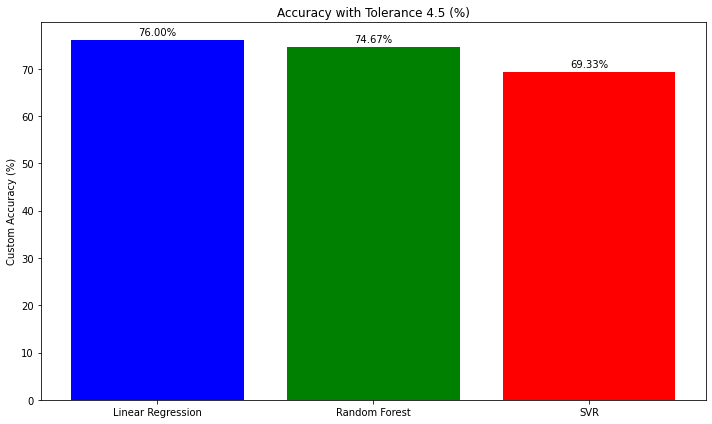 Accuracy with Tolerance 4.5 (%)
76.00%
74.67%
69.33%
Custom Accuracy (%)
70
60
50
40
30
20
10
0
Linear Regression
Random Forest
SVR